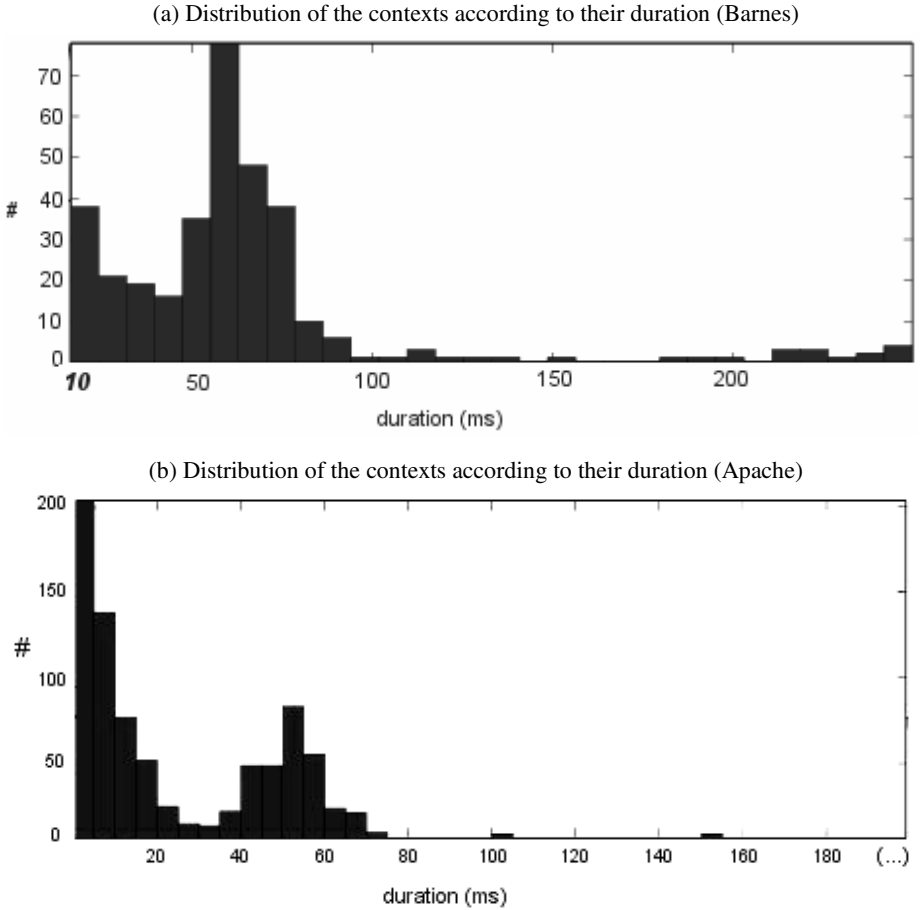 (a) Distribution of the contexts according to their duration (Barnes)
70
60
50
#
40
30
20
10
0
10 50 100 150 200
duration (ms)
(b) Distribution of the contexts according to their duration (Apache)
200
150
#
100
50
0
20 40 60 80 100 120 140 160 180 (...)
duration (ms)